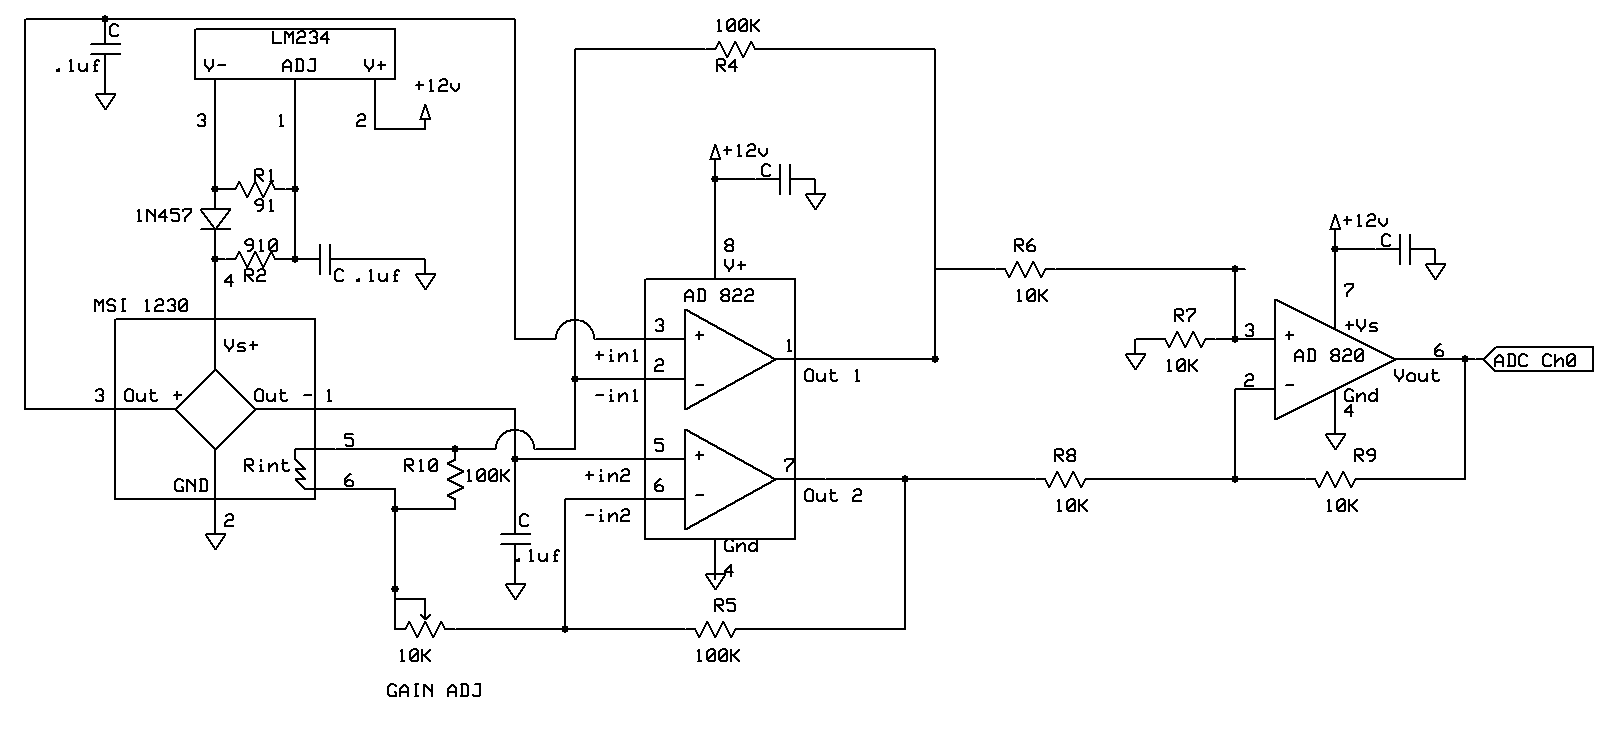 100K
R4
C
.1uf
LM234
V- ADJ V+
+12v
3 1 2
+12v
C
R1
91
1N457
910
R2
4
C .1uf
8
V+
AD 822
R6
10K
+12v
C
7
MSI 1230
Vs+
3
+
1
+in1
2
-
-in1
Out 1
R7
10K
3
+
+Vs
AD 820
6
Vout
ADC Ch0
2
-
Gnd
4
3 Out + Out - 1
5
Rint
6
GND
2
R10
100K
5
+
7
+in2
6
-
-in2
Out 2
R8
10K
R9
10K
C
.1uf
Gnd
4
R5
100K
10K
GAIN ADJ